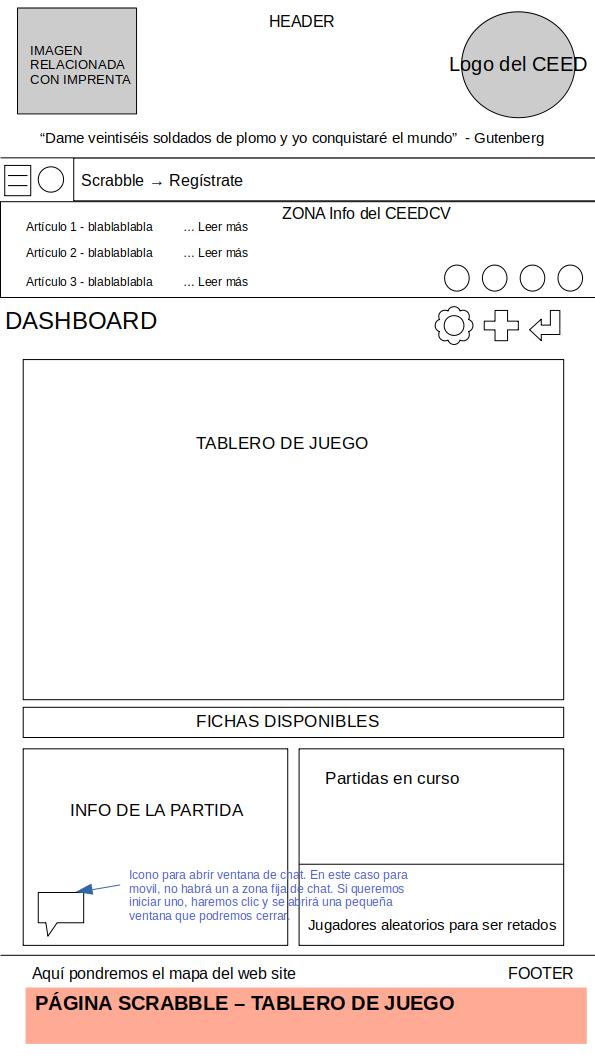 HEADER
IMAGEN
RELACIONADA
CON IMPRENTA
Logo del CEED
“Dame veintiséis soldados de plomo y yo conquistaré el mundo” - Gutenberg
Scrabble → Regístrate
ZONA Info del CEEDCV
Artículo 1 - blablablabla ... Leer más
Artículo 2 - blablablabla ... Leer más
Artículo 3 - blablablabla ... Leer más
DASHBOARD
TABLERO DE JUEGO
FICHAS DISPONIBLES
INFO DE LA PARTIDA
Partidas en curso
Icono para abrir ventana de chat. En este caso para
movil, no habrá un a zona fija de chat. Si queremos
iniciar uno, haremos clic y se abrirá una pequeña
ventana que podremos cerrar.
Jugadores aleatorios para ser retados
Aquí pondremos el mapa del web site
FOOTER
PÁGINA SCRABBLE – TABLERO DE JUEGO